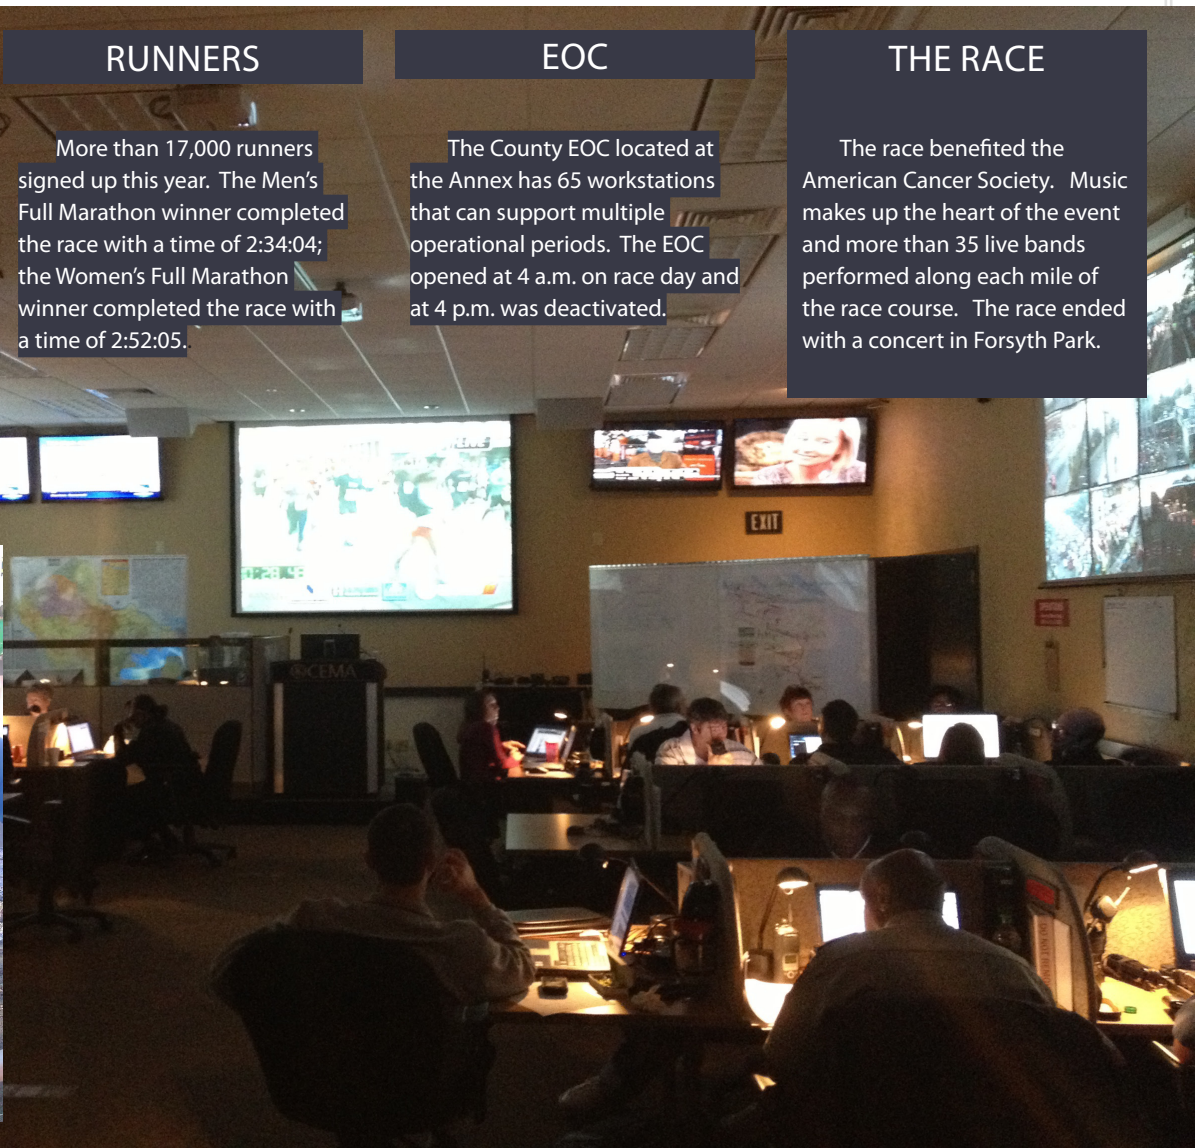 RUNNERS
More than 17,000 runners
signed up this year. The Men's
Full Marathon winner completed
the race with a time of 2:34:04;
the Women's Full Marathon
winner completed the race with
a time of 2:52:05.
EOC
The County EOC located at
the Annex has 65 workstations
that can support multiple
operational periods. The EOC
opened at 4 a.m. on race day and
at 4 p.m. was deactivated.
THE RACE
The race benefited the
American Cancer Society. Music
makes up the heart of the event
and more than 35 live bands
performed along each mile of
the race course. The race ended
with a concert in Forsyth Park.
EXIT
CEMA